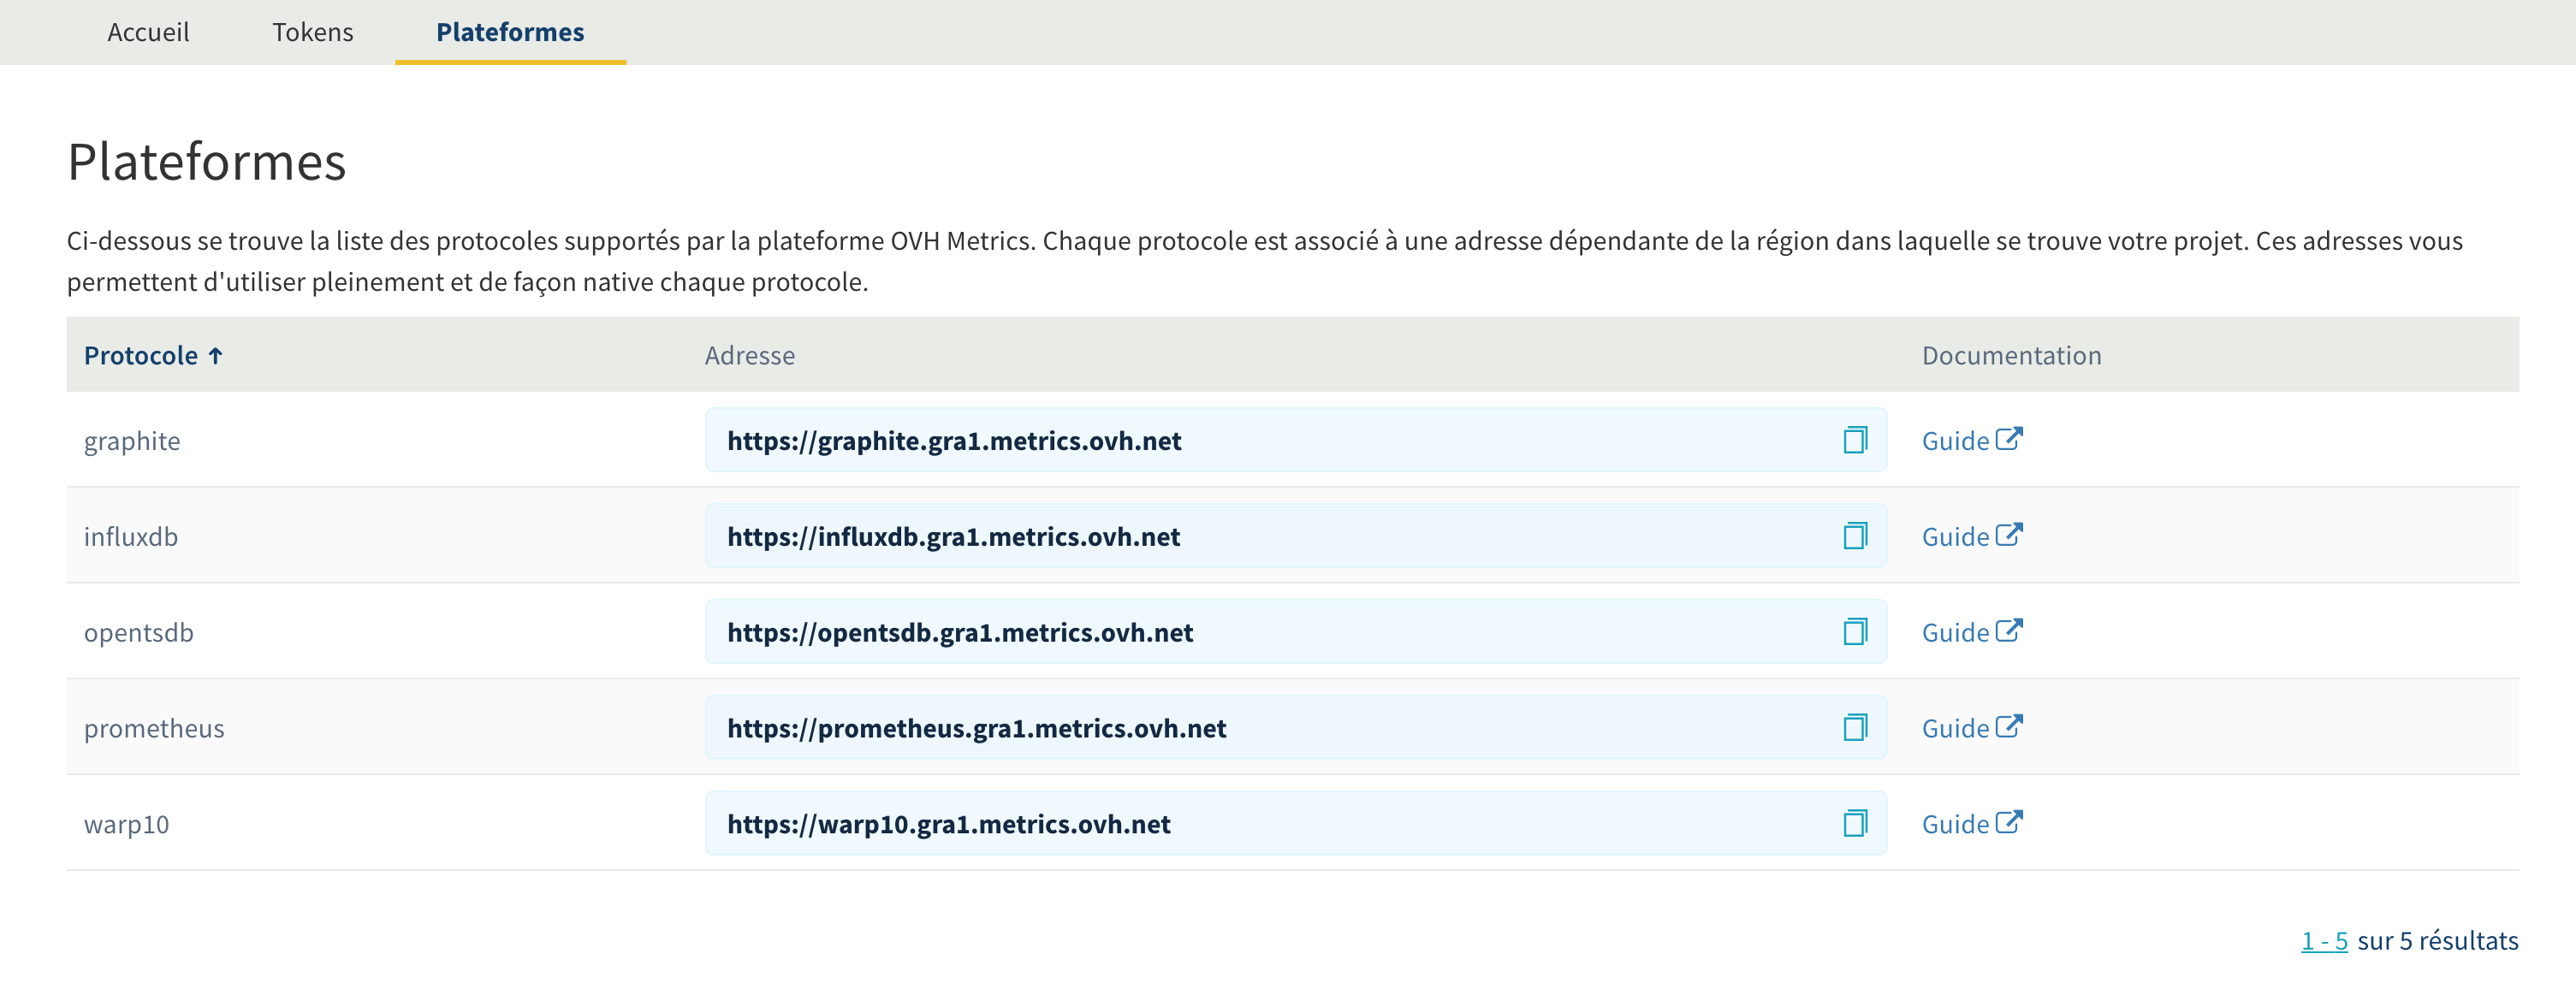 Accueil Tokens Plateformes
Plateformes
Ci-dessous se trouve la liste des protocoles supportés par la plateforme OVH Metrics. Chaque protocole est associé à une adresse dépendante de la région dans laquelle se trouve votre projet. Ces adresses vous
permettent d'utiliser pleinement et de façon native chaque protocole.
Protocole ↑ Adresse Documentation
graphite https://graphite.gra1.metrics.ovh.net Guide
influxdb https://influxdb.gra1.metrics.ovh.net Guide
opentsdb https://opentsdb.gra1.metrics.ovh.net Guide
prometheus https://prometheus.gra1.metrics.ovh.net Guide
warp10 https://warp10.gra1.metrics.ovh.net Guide
1 - 5 sur 5 résultats